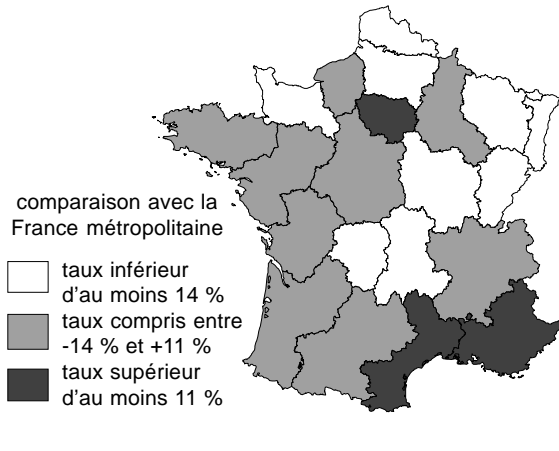 comparaison avec la
France métropolitaine
taux inférieur
d'au moins 14 %
taux compris entre
-14 % et +11 %
taux supérieur
d'au moins 11 %